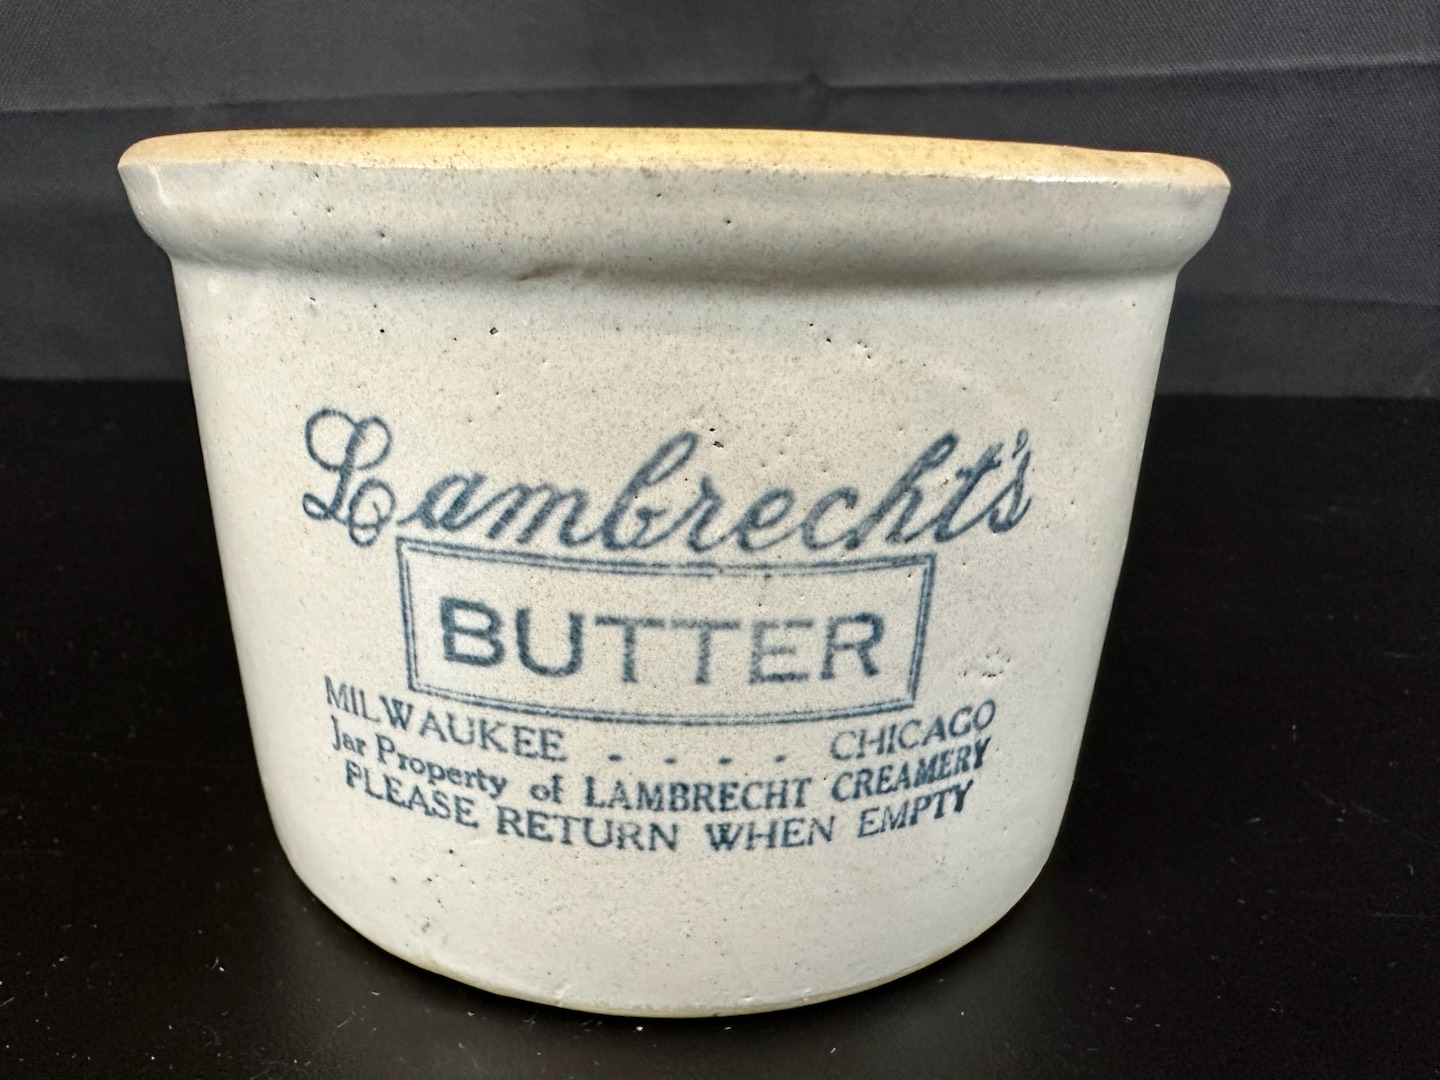 Lambrecht's
BUTTER
MILWAUKEE . . . . CHICAGO
Jar Property of LAMBRECHT CREAMERY
PLEASE RETURN WHEN EMPTY